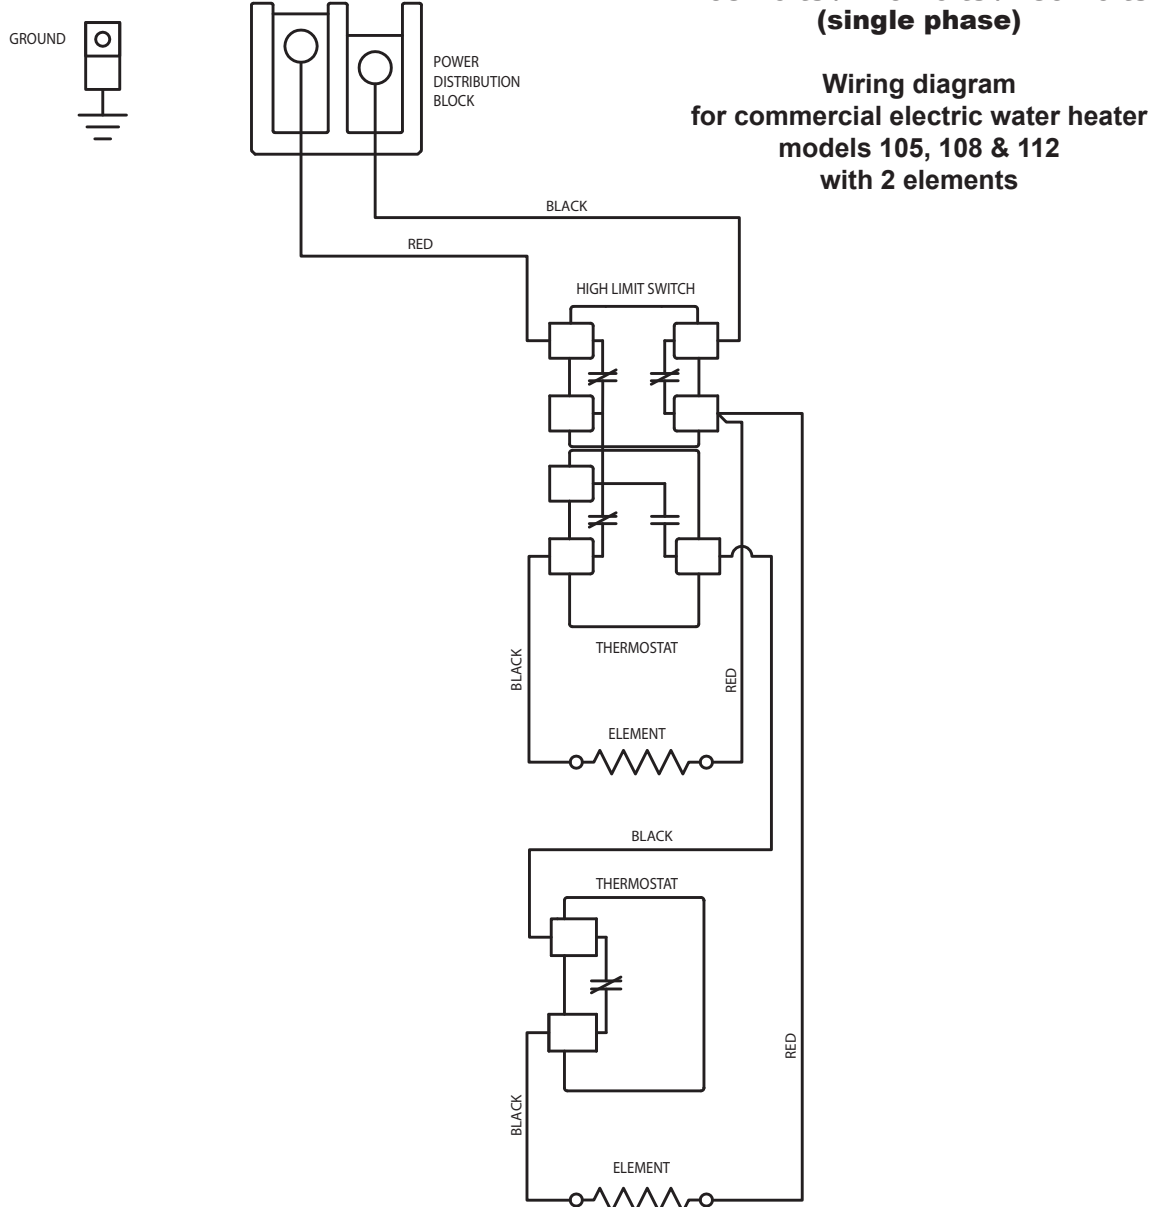 (single phase)
GROUND
POWER
DISTRIBUTION
BLOCK
Wiring diagram
for commercial electric water heater
models 105, 108 & 112
with 2 elements
BLACK
RED
HIGH LIMIT SWITCH
THERMOSTAT
BLACK
RED
ELEMENT
BLACK
THERMOSTAT
RED
BLACK
ELEMENT